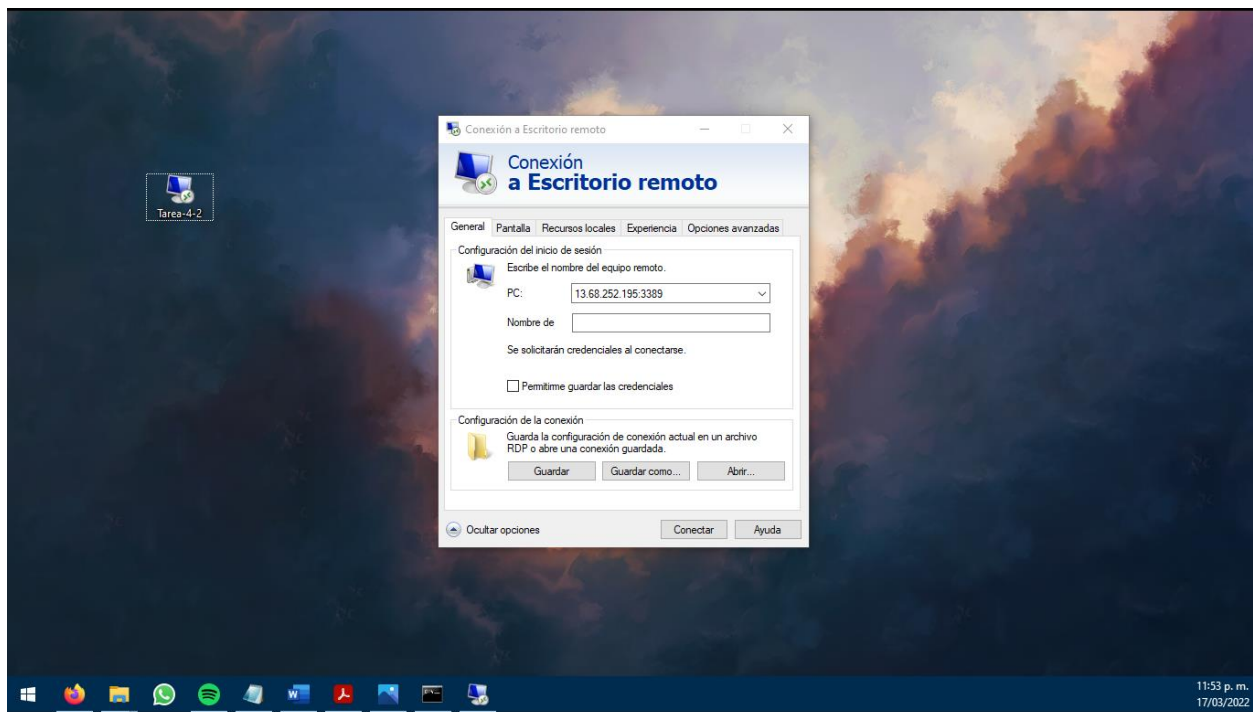 Conexión a Escritorio remoto
Conexión
a Escritorio remoto
Tarea-4-2
General Pantalla Recursos locales Experiencia Opciones avanzadas
Configuración del inicio de sesión
Escribe el nombre del equipo remoto.
PC: 13.68.252.195:3389
Nombre de
Se solicitarán credenciales al conectarse.
Permitirme guardar las credenciales
Configuración de la conexión
Guarda la configuración de conexión actual en un archivo
RDP o abre una conexión guardada.
Guardar Guardar como... Abrir...
Ocultar opciones Conectar Ayuda
11:53 p. m.
17/03/2022